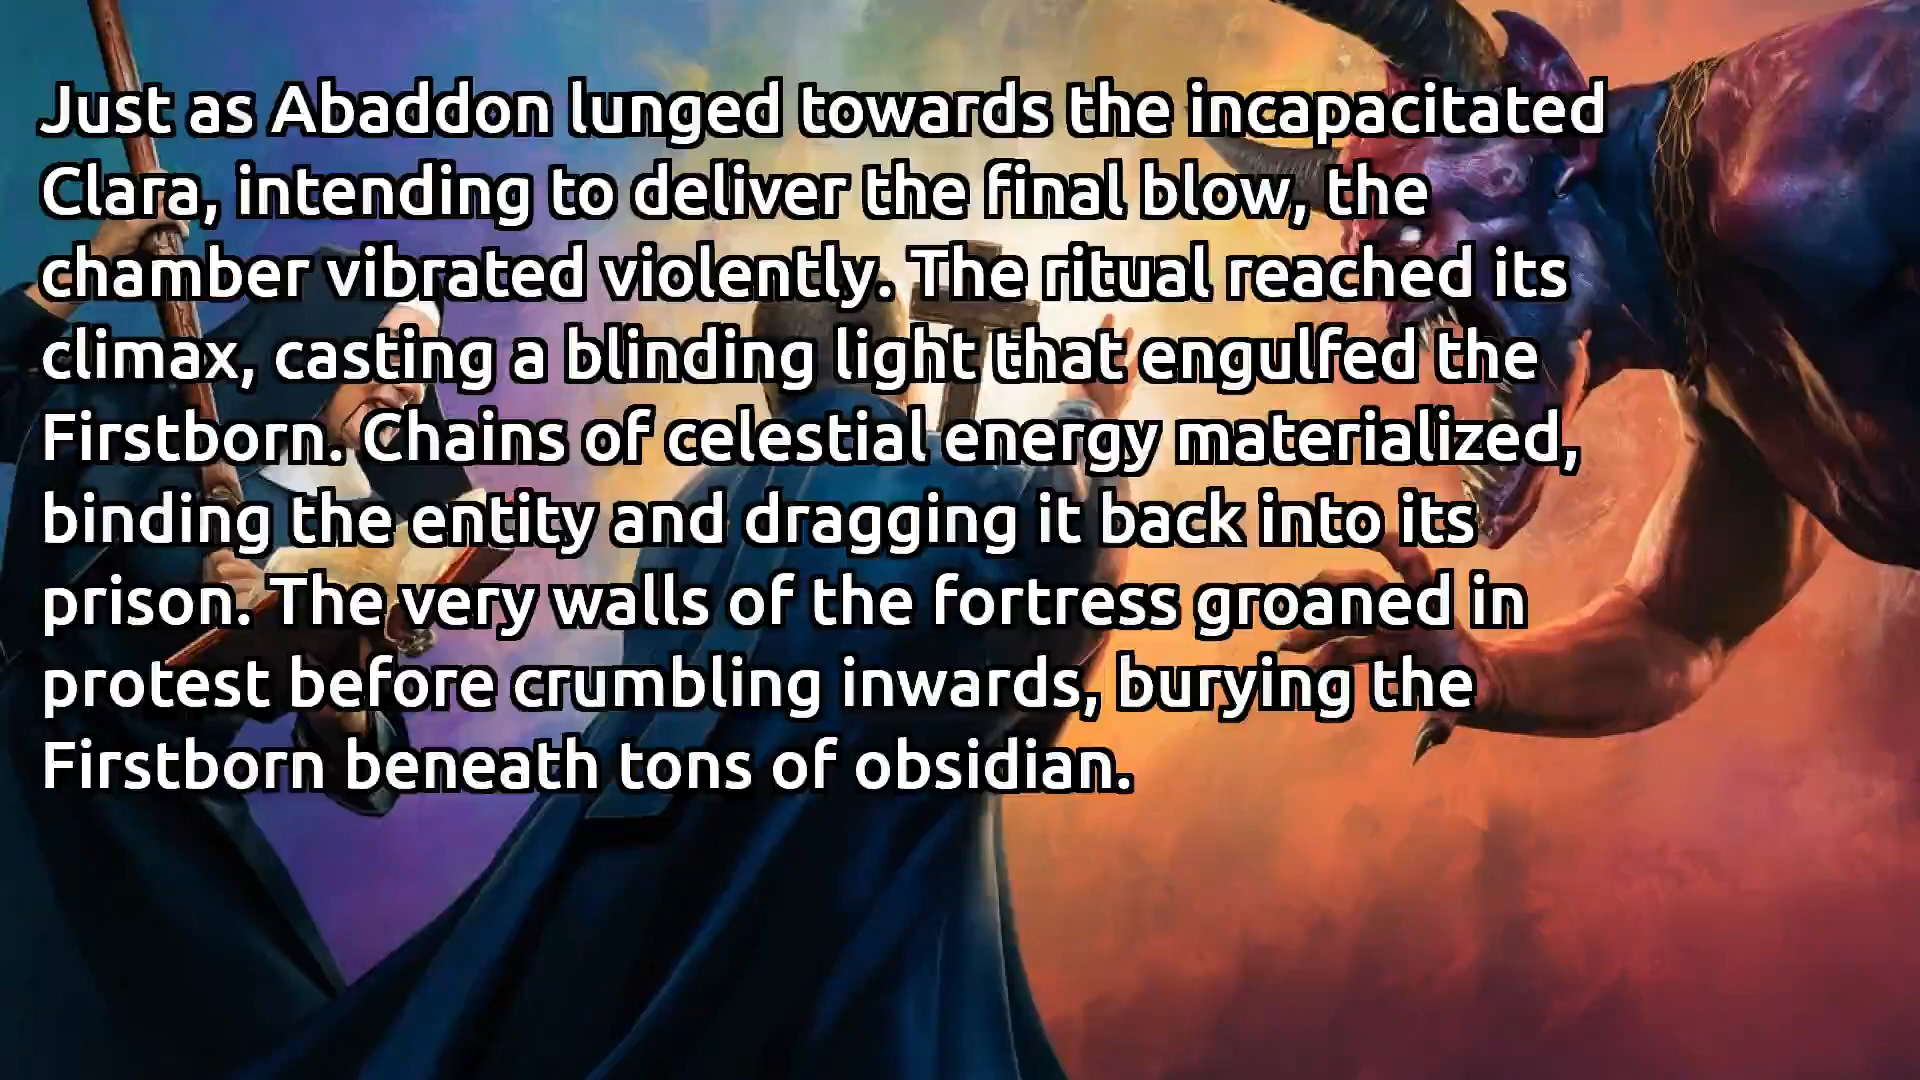 Just as Abaddon lunged towards the incapacitated
Clara, intending to deliver the final blow, the
chamber vibrated violently. The ritual reached its
climax, casting a blinding light that engulfed the
Firstborn. Chains of celestial energy materialized,
binding the entity and dragging it back into its
prison. The very walls of the fortress groaned in
protest before crumbling inwards, burying the
Firstborn beneath tons of obsidian.